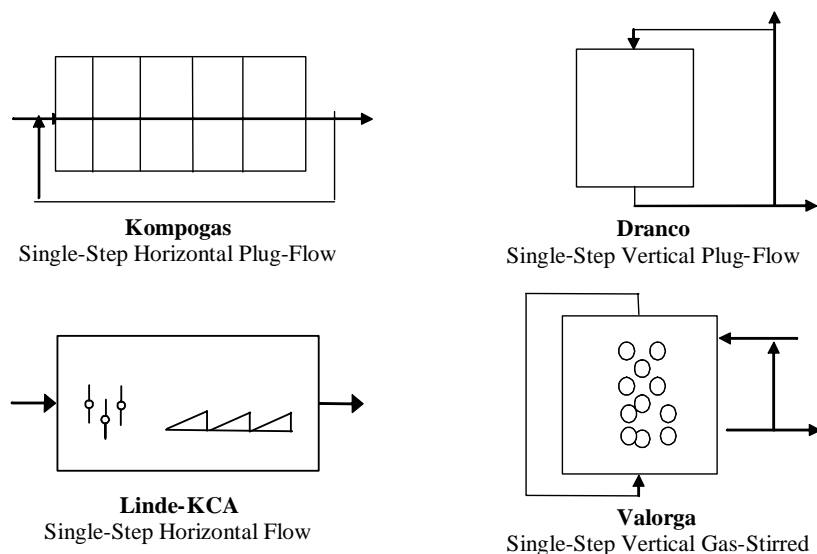 Kompogas
Single-Step Horizontal Plug-Flow
Dranco
Single-Step Vertical Plug-Flow
Linde-KCA
Single-Step Horizontal Flow
Valorga
Single-Step Vertical Gas-Stirred